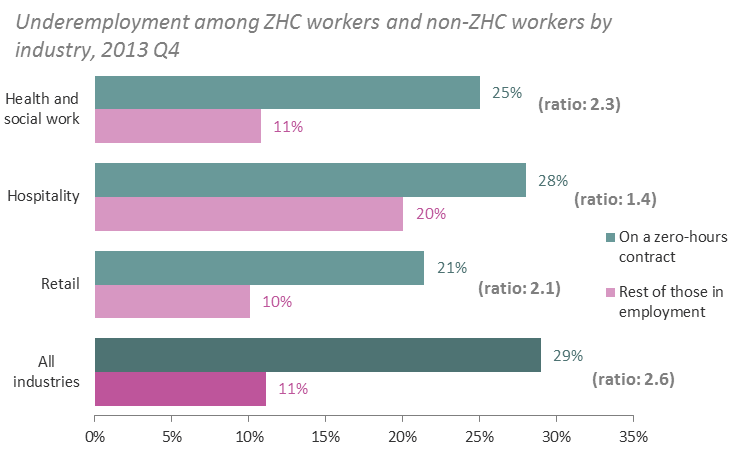 Underemployment among ZHC workers and non-ZHC workers by
industry, 2013 Q4
Health and
social work
25%
(ratio: 2.3)
11%
Hospitality
28%
(ratio: 1.4)
20%
On a zero-hours
contract
Retail
21%
(ratio: 2.1)
10%
Rest of those in
employment
All
industries
29%
(ratio: 2.6)
11%
0%
5%
10%
15%
20%
25%
30%
35%